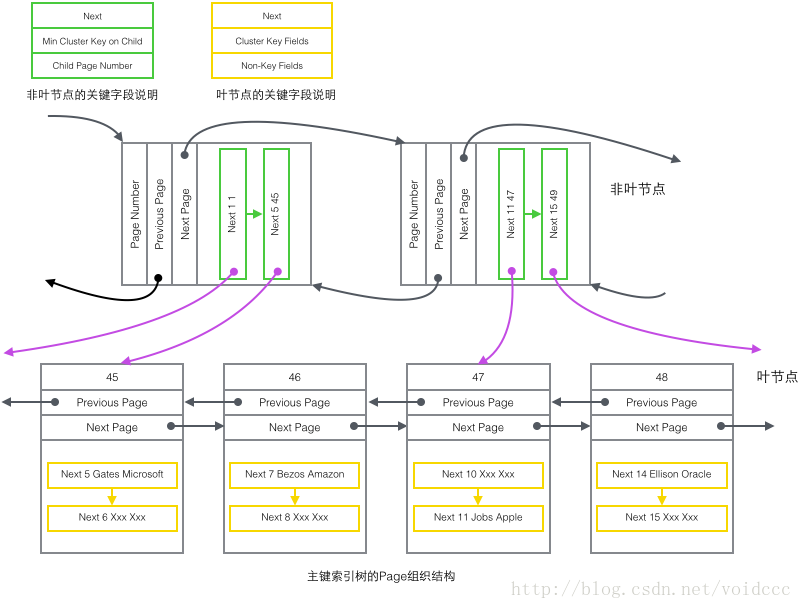 Next
Min Cluster Key on Child
Child Page Number
非叶节点的关键字段说明
Next
Cluster Key Fields
Non-Key Fields
叶节点的关键字段说明
Page Number
Previous Page
Next Page
Next 1 1
Next 5 45
Page Number
Previous Page
Next Page
Next 11 47
Next 15 49
非叶节点
叶节点
45
Previous Page
Next Page
Next 5 Gates Microsoft
Next 6 Xxx Xxx
46
Previous Page
Next Page
Next 7 Bezos Amazon
Next 8 Xxx Xxx
47
Previous Page
Next Page
Next 10 Xxx Xxx
Next 11 Jobs Apple
48
Previous Page
Next Page
Next 14 Ellison Oracle
Next 15 Xxx Xxx
主键索引树的Page组织结构
http://blog.csdn.net/voidccc